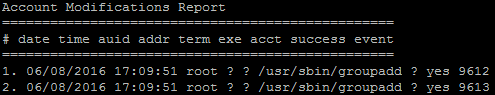 Account Modifications Report
=================================================
# date time auid addr term exe acct success event
=================================================
1. 06/08/2016 17:09:51 root ? ? /usr/sbin/groupadd ? yes 9612
2. 06/08/2016 17:09:51 root ? ? /usr/sbin/groupadd ? yes 9613